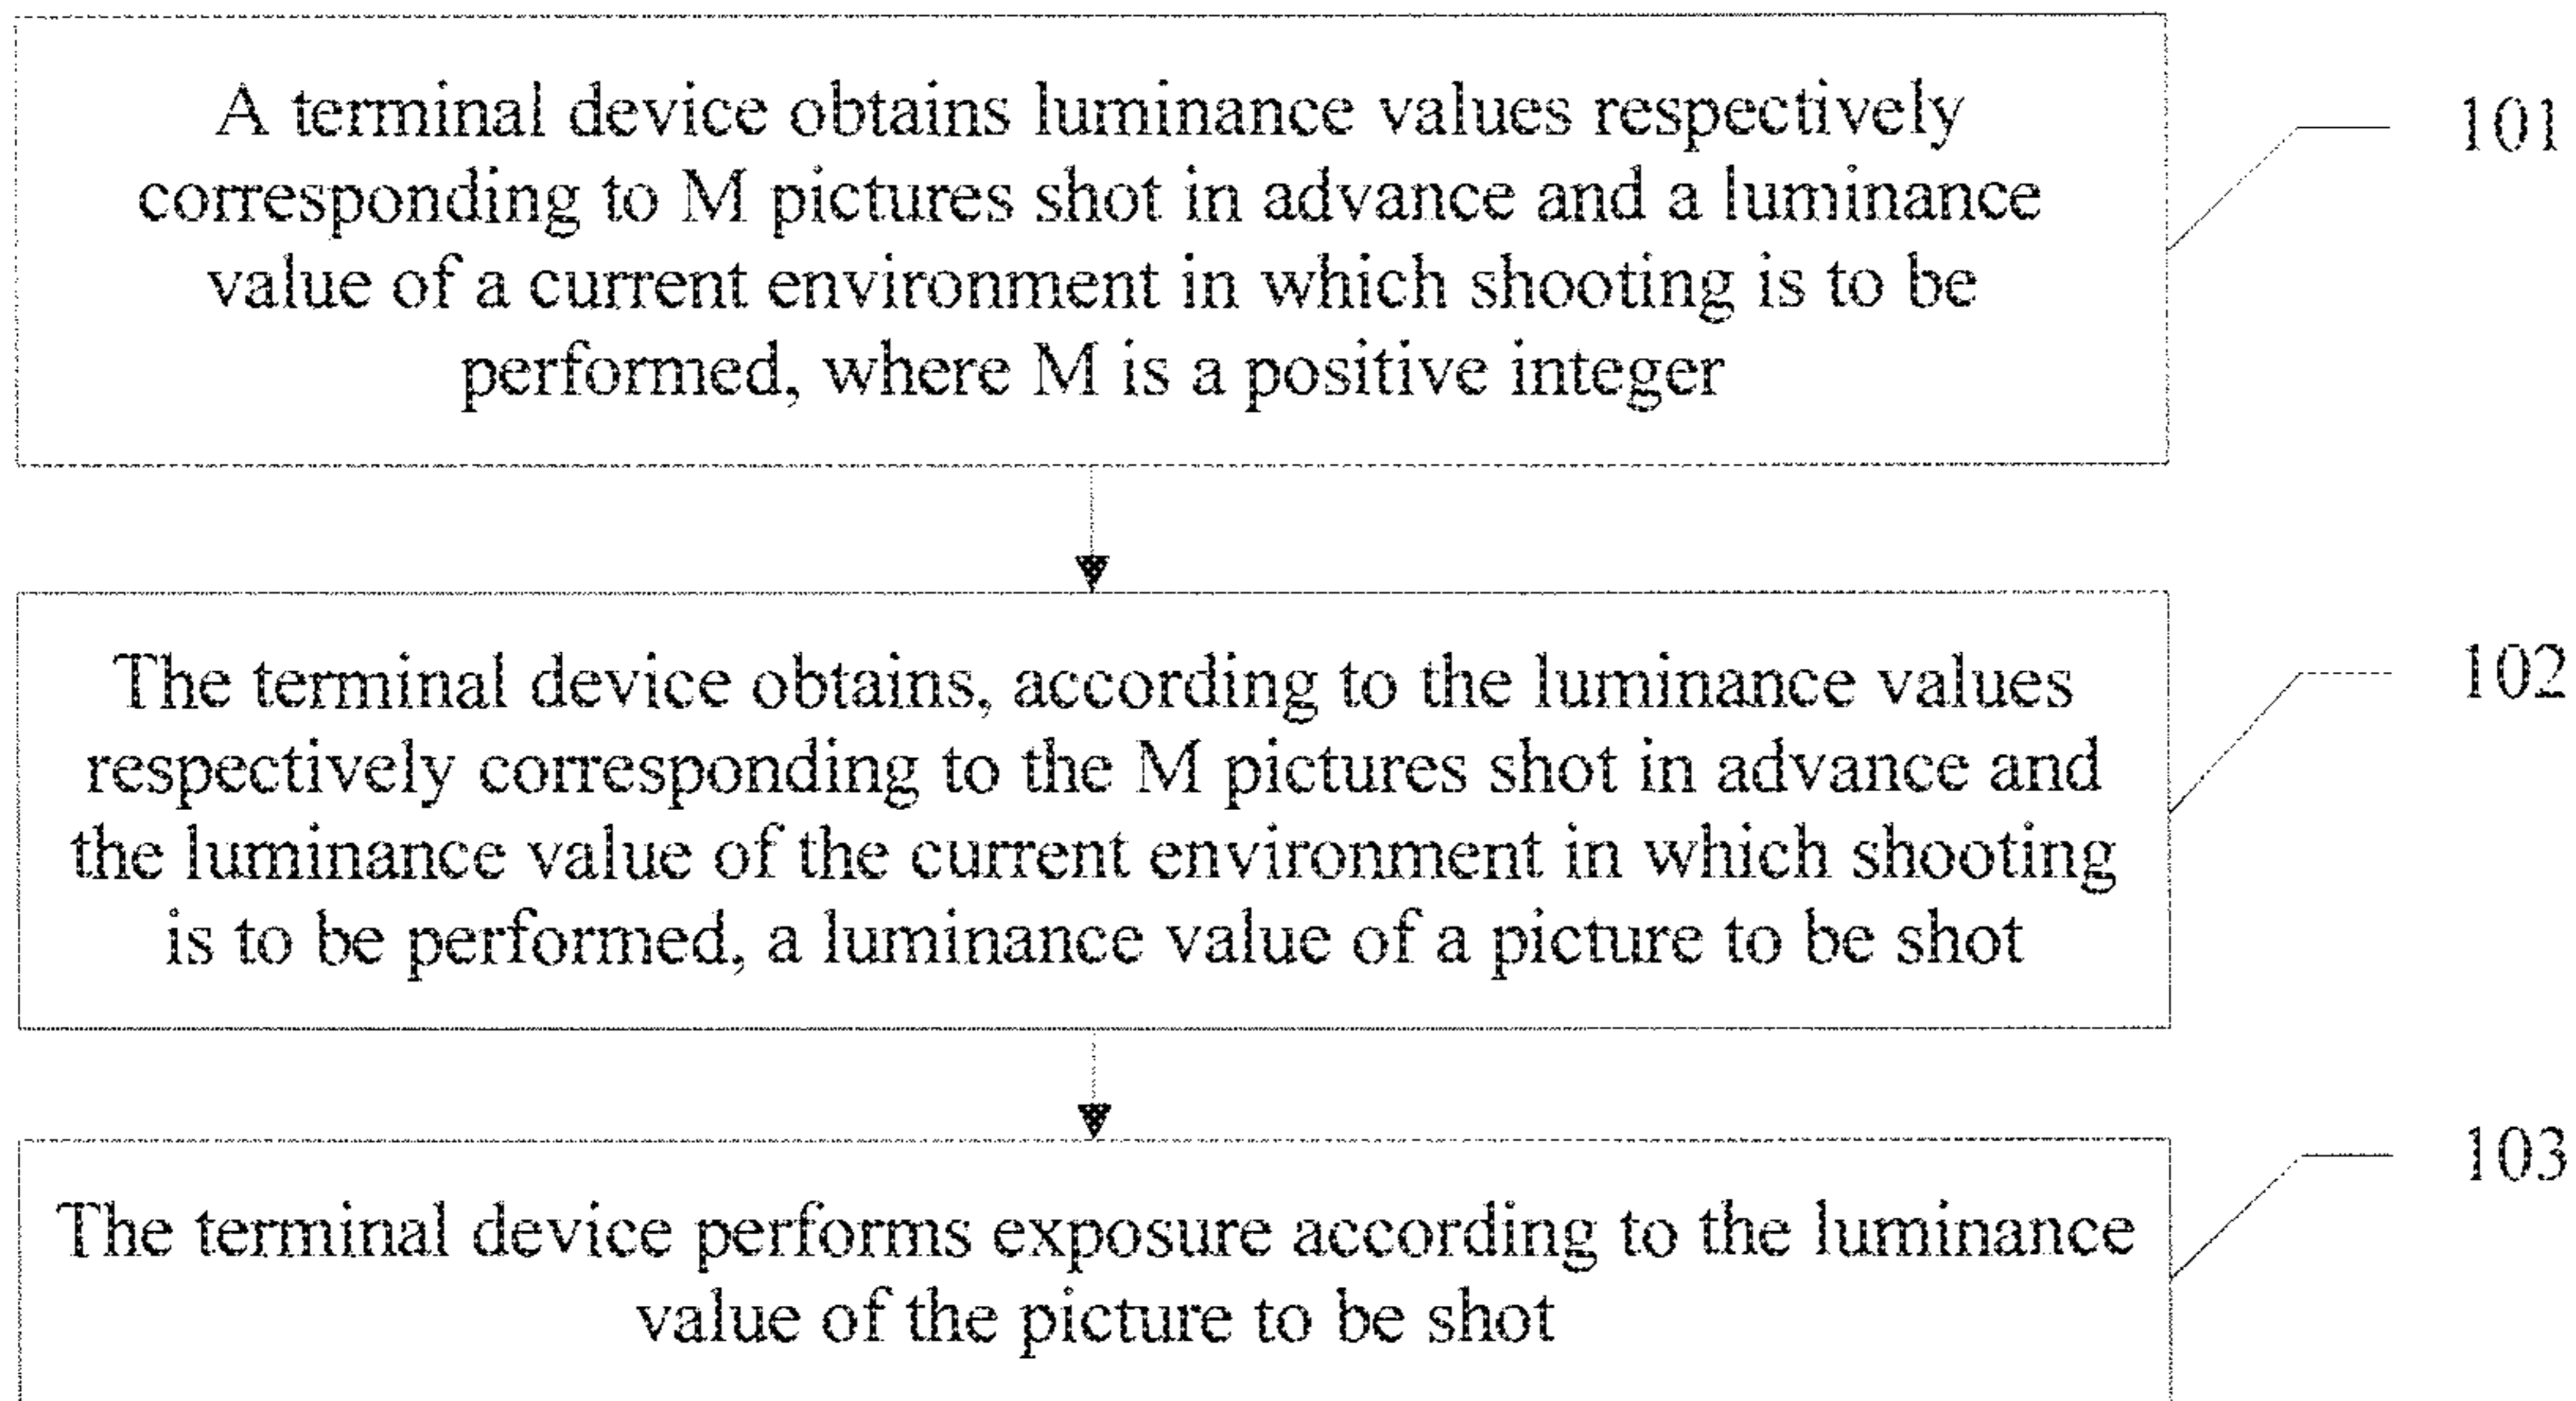 A terminal device obtains luminance values respectively
corresponding to M pictures shot in advance and a luminance
value of a current environment in which shooting is to be
performed, where M is a positive integer
101
The terminal device obtains, according to the luminance values
respectively corresponding to the M pictures shot in advance and
the luminance value of the current environment in which shooting
is to be performed, a luminance value of a picture to be shot
102
The terminal device performs exposure according to the luminance
value of the picture to be shot
103